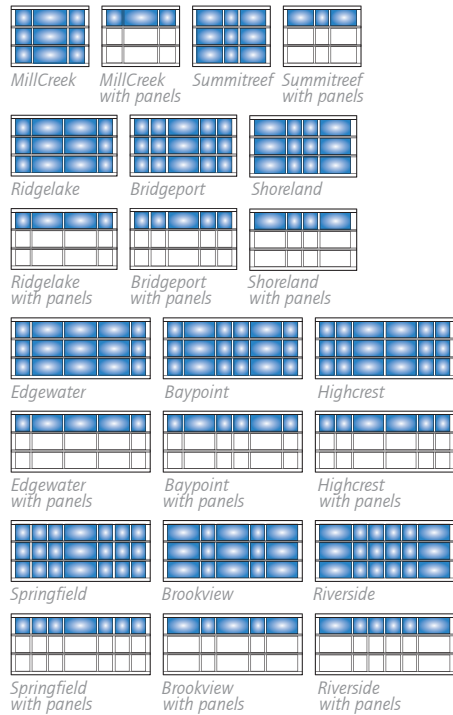 MillCreek
MillCreek
with panels
Summitreef
Summitreef
with panels
Ridgelake
Bridgeport
Shoreland
Ridgelake
with panels
Bridgeport
with panels
Shoreland
with panels
Edgewater
Baypoint
Highcrest
Edgewater
with panels
Baypoint
with panels
Highcrest
with panels
Springfield
Brookview
Riverside
Springfield
with panels
Brookview
with panels
Riverside
with panels